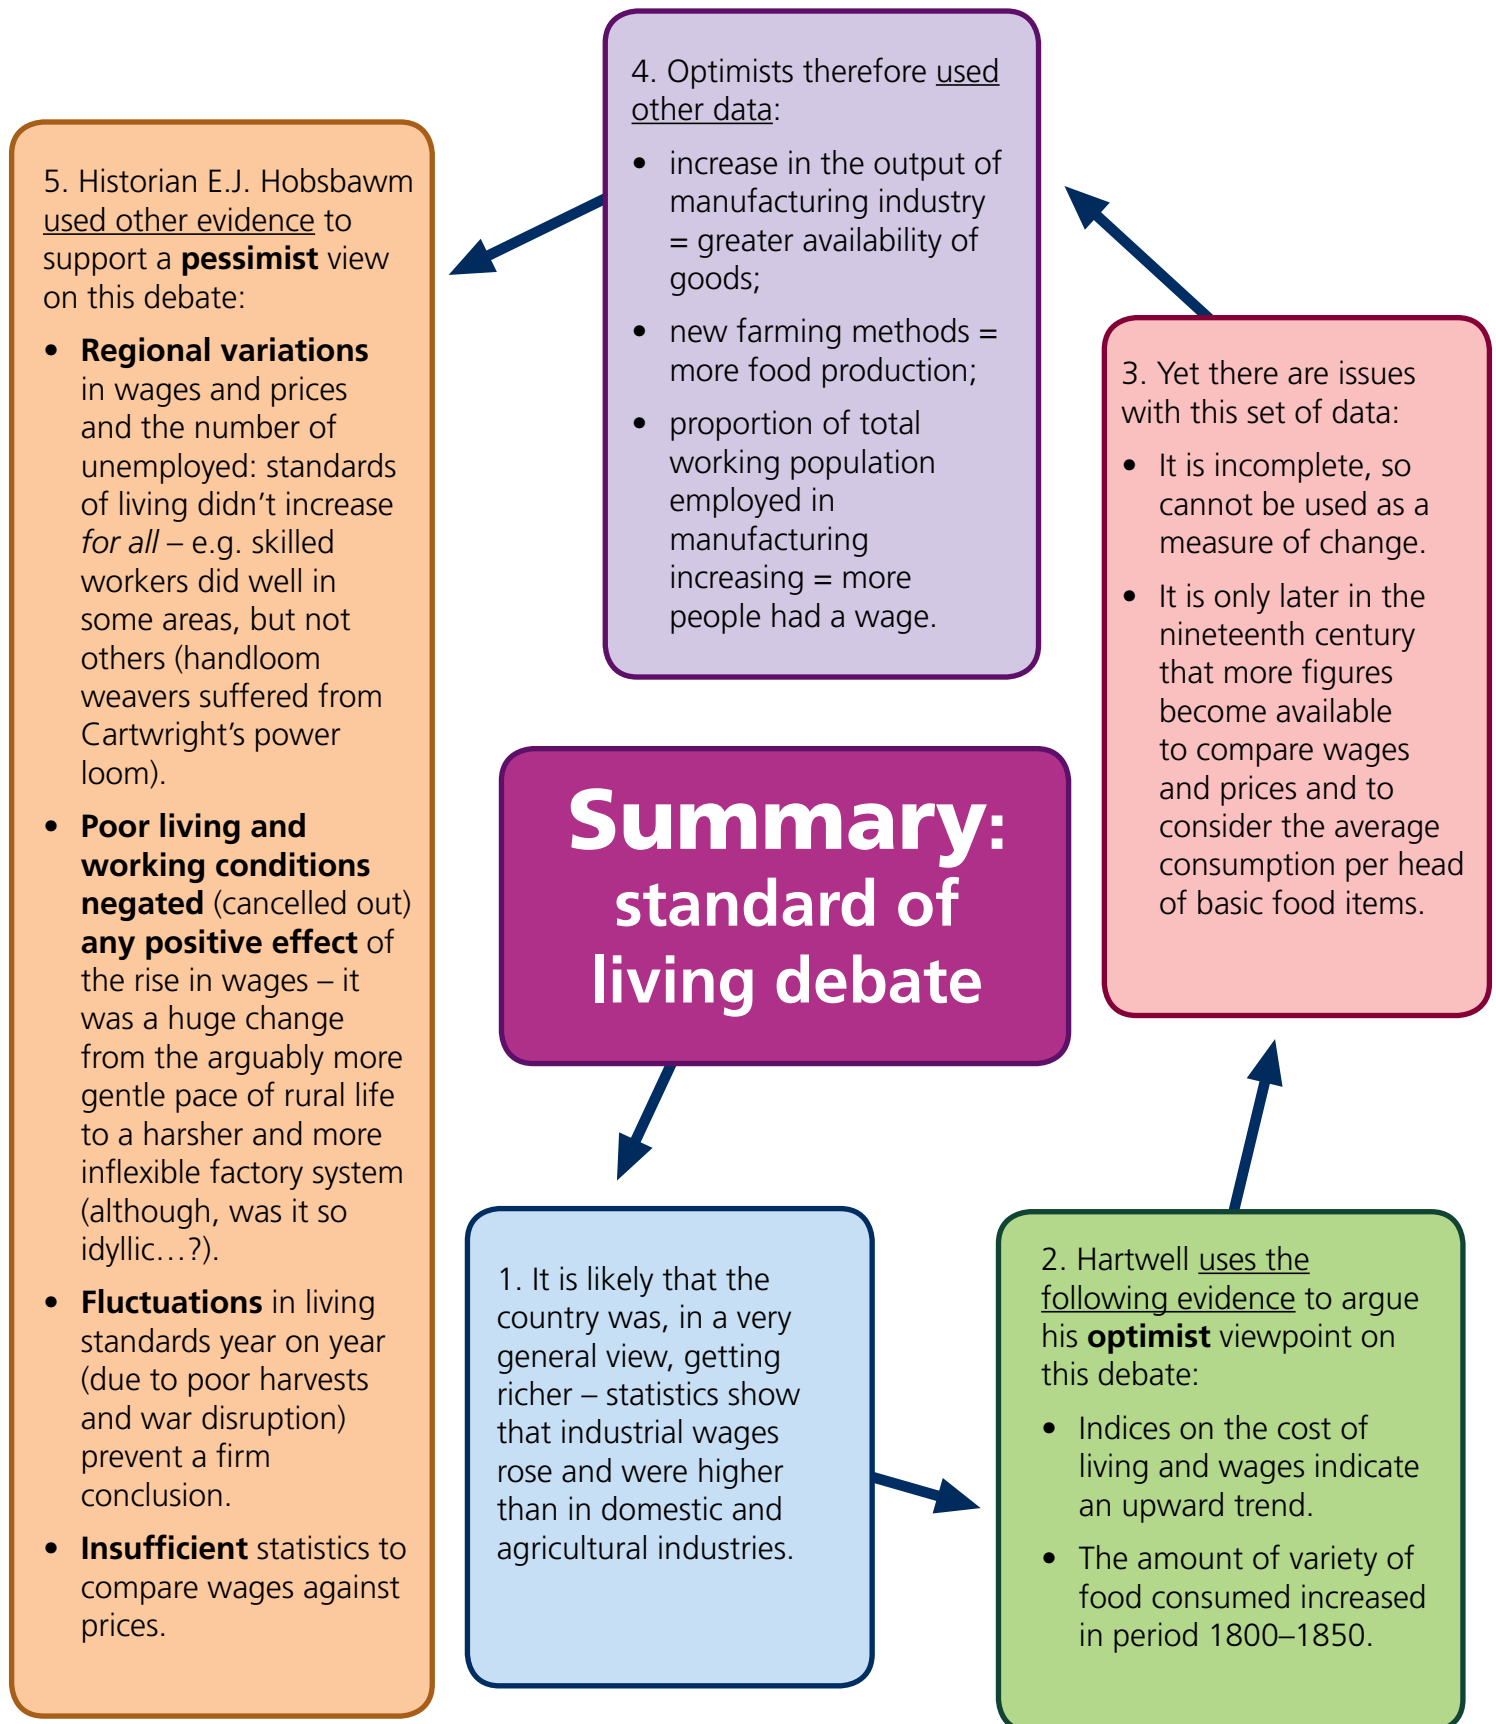 Summary:
standard of
living debate
1. It is likely that the
country was, in a very
general view, getting
richer – statistics show
that industrial wages
rose and were higher
than in domestic and
agricultural industries.
2. Hartwell uses the
following evidence to argue
his optimist viewpoint on
this debate:
• Indices on the cost of
living and wages indicate
an upward trend.
• The amount of variety of
food consumed increased
in period 1800–1850.
3. Yet there are issues
with this set of data:
• It is incomplete, so
cannot be used as a
measure of change.
• It is only later in the
nineteenth century
that more figures
become available
to compare wages
and prices and to
consider the average
consumption per head
of basic food items.
4. Optimists therefore used
other data:
• increase in the output of
manufacturing industry
= greater availability of
goods;
• new farming methods =
more food production;
• proportion of total
working population
employed in
manufacturing
increasing = more
people had a wage.
5. Historian E.J. Hobsbawm
used other evidence to
support a pessimist view
on this debate:
• Regional variations
in wages and prices
and the number of
unemployed: standards
of living didn’t increase
for all – e.g. skilled
workers did well in
some areas, but not
others (handloom
weavers suffered from
Cartwright’s power
loom).
• Poor living and
working conditions
negated (cancelled out)
any positive effect of
the rise in wages – it
was a huge change
from the arguably more
gentle pace of rural life
to a harsher and more
inflexible factory system
(although, was it so
idyllic…?).
• Fluctuations in living
standards year on year
(due to poor harvests
and war disruption)
prevent a firm
conclusion.
• Insufficient statistics to
compare wages against
prices.